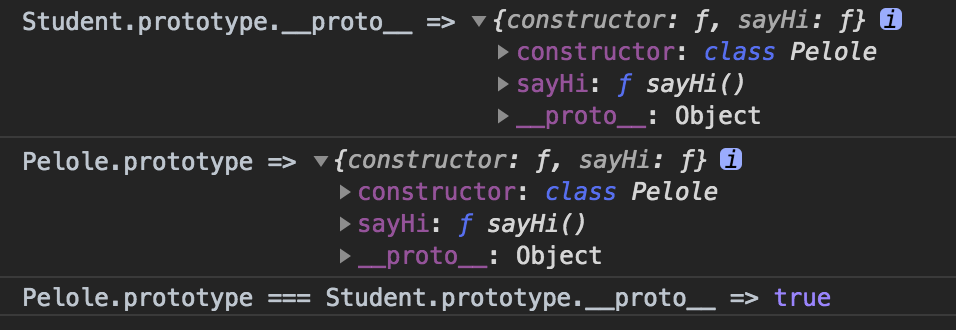 Student.prototype.__proto__ => ▼{constructor: ƒ, sayHi: ƒ} i
▶constructor: class Pelole
▶sayHi: ƒ sayHi()
▶__proto__: Object
Pelole.prototype => ▼{constructor: ƒ, sayHi: ƒ} i
▶constructor: class Pelole
▶sayHi: ƒ sayHi()
▶__proto__: Object
Pelole.prototype === Student.prototype.__proto__ => true